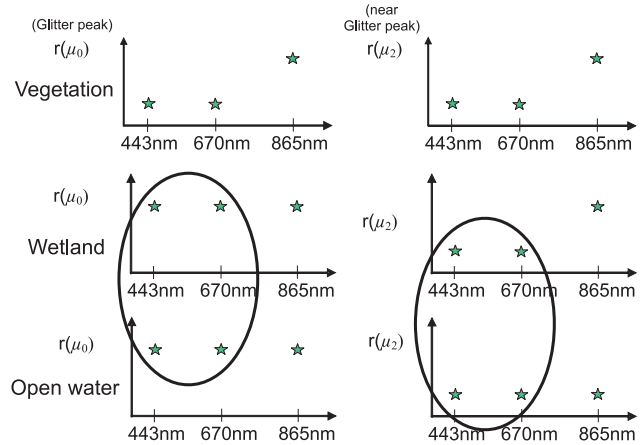 (Glitter peak)
r(μ₀)
Vegetation
443nm 670nm 865nm
(near
Glitter peak)
r(μ₂)
443nm 670nm 865nm
r(μ₀)
Wetland
443nm 670nm 865nm
r(μ₂)
443nm 670nm 865nm
r(μ₀)
Open water
443nm 670nm 865nm
r(μ₂)
443nm 670nm 865nm